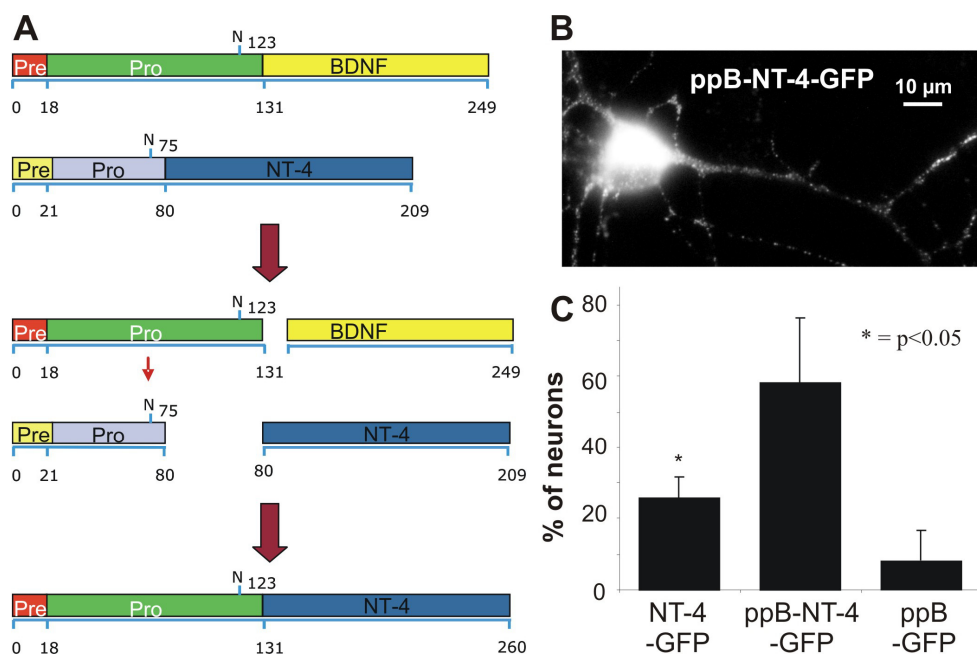 A
N 123
Pre Pro BDNF
0 18 131 249
N 75
Pre Pro NT-4
0 21 80 209
N 123
Pre Pro BDNF
0 18 131 249
N 75
Pre Pro NT-4
0 21 80 80 209
N 123
Pre Pro NT-4
0 18 131 260
B
ppB-NT-4-GFP
10 µm
C
% of neurons
80
60
40
20
0
* = p<0.05
*
NT-4
-GFP
ppB-NT-4
-GFP
ppB
-GFP